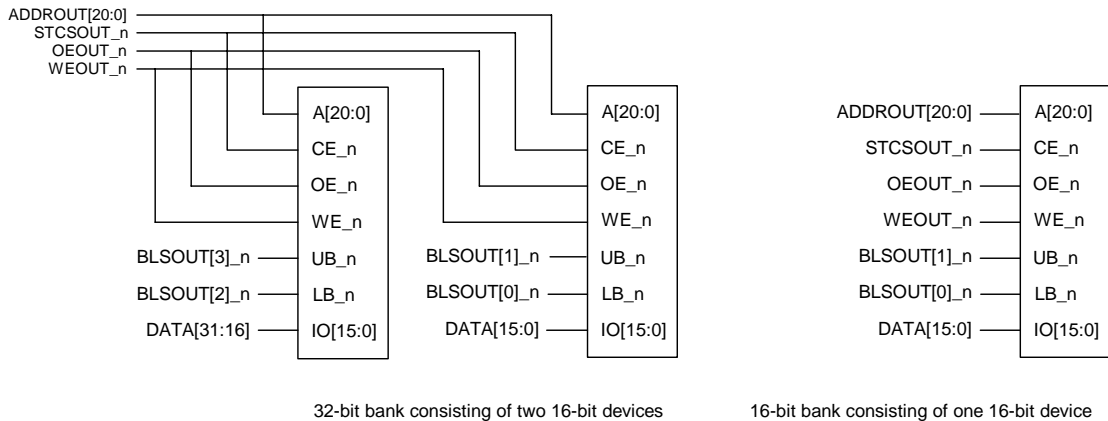 ADDROUT[20:0]
STCSOUT_n
OEOUT_n
WEOUT_n
A[20:0]
CE_n
OE_n
WE_n
BLSOUT[3]_n UB_n
BLSOUT[2]_n LB_n
DATA[31:16] IO[15:0]
A[20:0]
CE_n
OE_n
WE_n
BLSOUT[1]_n UB_n
BLSOUT[0]_n LB_n
DATA[15:0] IO[15:0]
32-bit bank consisting of two 16-bit devices
ADDROUT[20:0] A[20:0]
STCSOUT_n CE_n
OEOUT_n OE_n
WEOUT_n WE_n
BLSOUT[1]_n UB_n
BLSOUT[0]_n LB_n
DATA[15:0] IO[15:0]
16-bit bank consisting of one 16-bit device